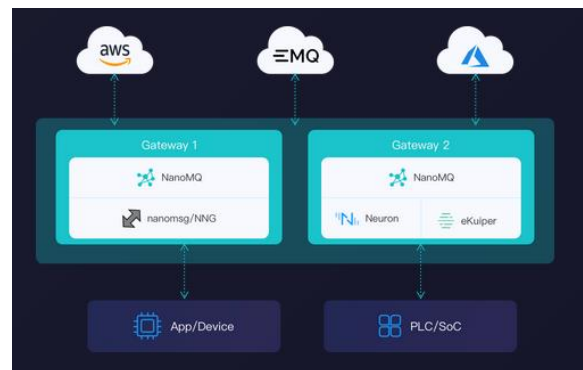 aws
EMQ
Gateway 1
Gateway 2
NanoMQ
NanoMQ
nanomsg/NNG
Neuron
eKuiper
App/Device
PLC/SoC